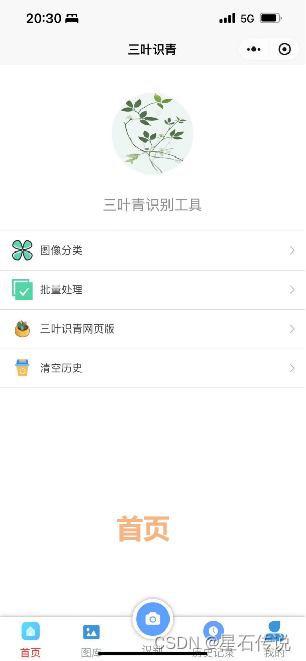 20:30 5G
三叶识青
三叶青识别工具
图像分类
批量处理
三叶识青网页版
清空历史
首页
首页 图库 识别 历史记录 我的
CSDN @星石传说